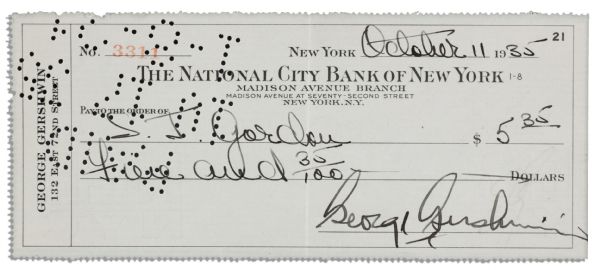 21
No. 3311 New York October 11 1935
The National City Bank of New York 1-8
Madison Avenue Branch
Madison Avenue at Seventy-Second Street
New York, N.Y.
Pay to the order of S. J. Gordon $ 5 35
Five and 35/100 Dollars
George Gershwin
George Gershwin
132 East 72nd Street